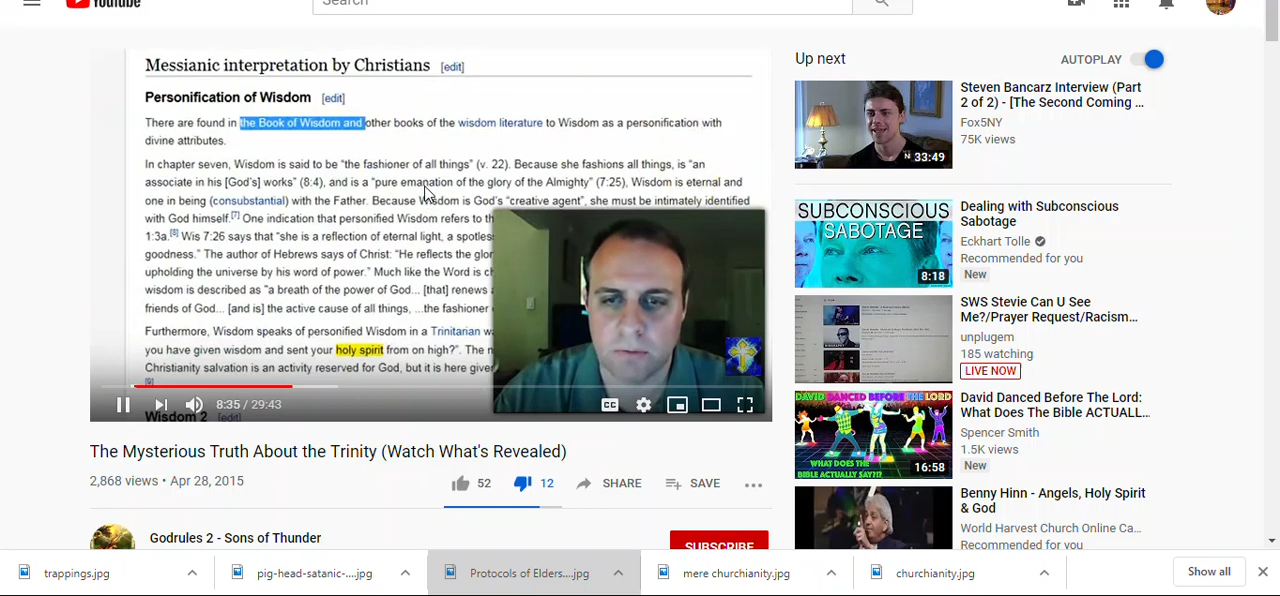 YouTube
Search
Messianic interpretation by Christians [edit]
Personification of Wisdom [edit]
There are found in the Book of Wisdom and other books of the wisdom literature to Wisdom as a personification with
divine attributes.
In chapter seven, Wisdom is said to be “the fashioner of all things” (v. 22). Because she fashions all things, is “an
associate in his [God’s] works” (8:4), and is a “pure emanation of the glory of the Almighty” (7:25), Wisdom is eternal and
one in being (consubstantial) with the Father. Because Wisdom is God’s “creative agent”, she must be intimately identified
with God himself.[7] One indication that personified Wisdom refers to th
1:3a.[8] Wis 7:26 says that “she is a reflection of eternal light, a spotles
goodness.” The author of Hebrews says of Christ: “He reflects the glor
upholding the universe by his word of power.” Much like the Word is c
wisdom is described as “a breath of the power of God... [that] renews
friends of God... [and is] the active cause of all things, ...the fashioner
Furthermore, Wisdom speaks of personified Wisdom in a Trinitarian w
you have given wisdom and sent your holy spirit from on high?”. The n
Christianity salvation is an activity reserved for God, but it is here giver
[9]
Wisdom 2 [edit]
8:35 / 29:43
CC
The Mysterious Truth About the Trinity (Watch What's Revealed)
2,868 views • Apr 28, 2015
52
12
SHARE
SAVE
Godrules 2 - Sons of Thunder
SUBSCRIBE
Up next
AUTOPLAY
33:49
Steven Bancarz Interview (Part
2 of 2) - [The Second Coming ...
Fox5NY
75K views
SUBCONSCIOUS
SABOTAGE
8:18
Dealing with Subconscious
Sabotage
Eckhart Tolle
Recommended for you
New
SWS Stevie Can U See
Me?/Prayer Request/Racism...
unplugem
185 watching
LIVE NOW
DAVID DANCED BEFORE THE LORD:
WHAT DOES THE
BIBLE ACTUALLY SAY?!?
16:58
David Danced Before The Lord:
What Does The Bible ACTUALL...
Spencer Smith
1.5K views
New
Benny Hinn - Angels, Holy Spirit
& God
World Harvest Church Online Ca...
Recommended for you
trappings.jpg
pig-head-satanic-....jpg
Protocols of Elders....jpg
mere churchianity.jpg
churchianity.jpg
Show all